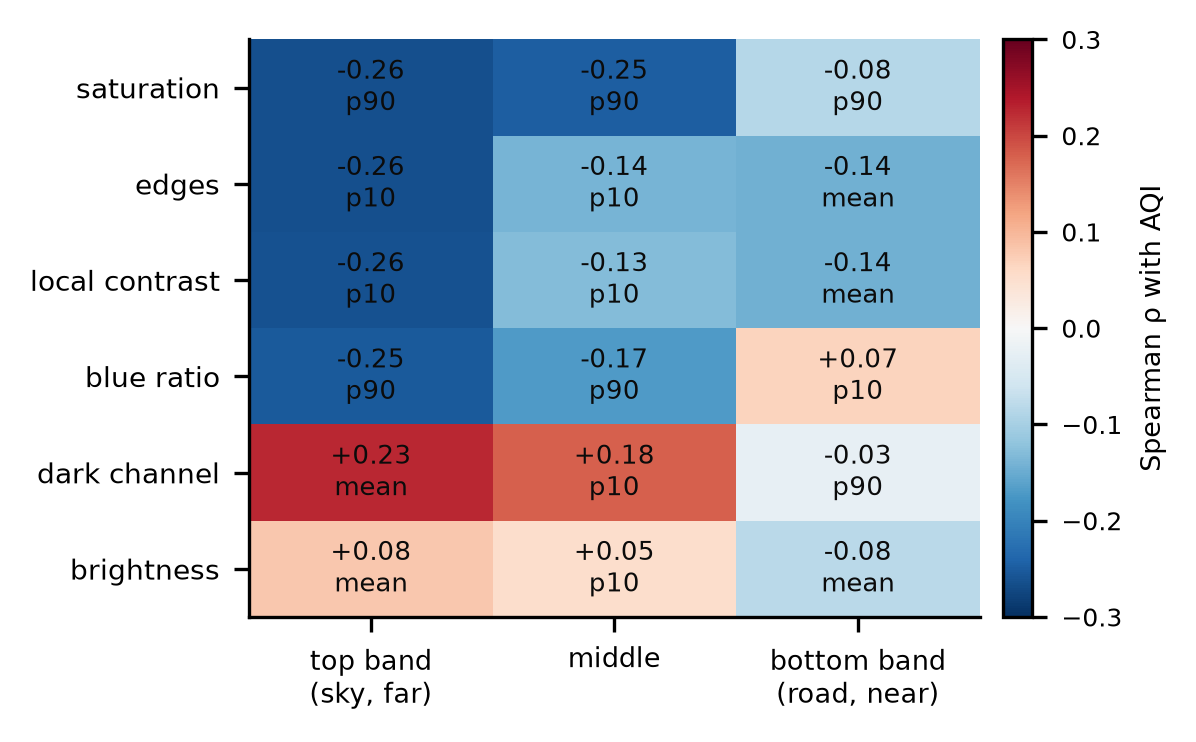 saturation
-0.26
p90
-0.25
p90
-0.08
p90
edges
-0.26
p10
-0.14
p10
-0.14
mean
local contrast
-0.26
p10
-0.13
p10
-0.14
mean
blue ratio
-0.25
p90
-0.17
p90
+0.07
p10
dark channel
+0.23
mean
+0.18
p10
-0.03
p90
brightness
+0.08
mean
+0.05
p10
-0.08
mean
top band
(sky, far)
middle
bottom band
(road, near)
0.3
0.2
0.1
0.0
−0.1
−0.2
−0.3
Spearman ρ with AQI